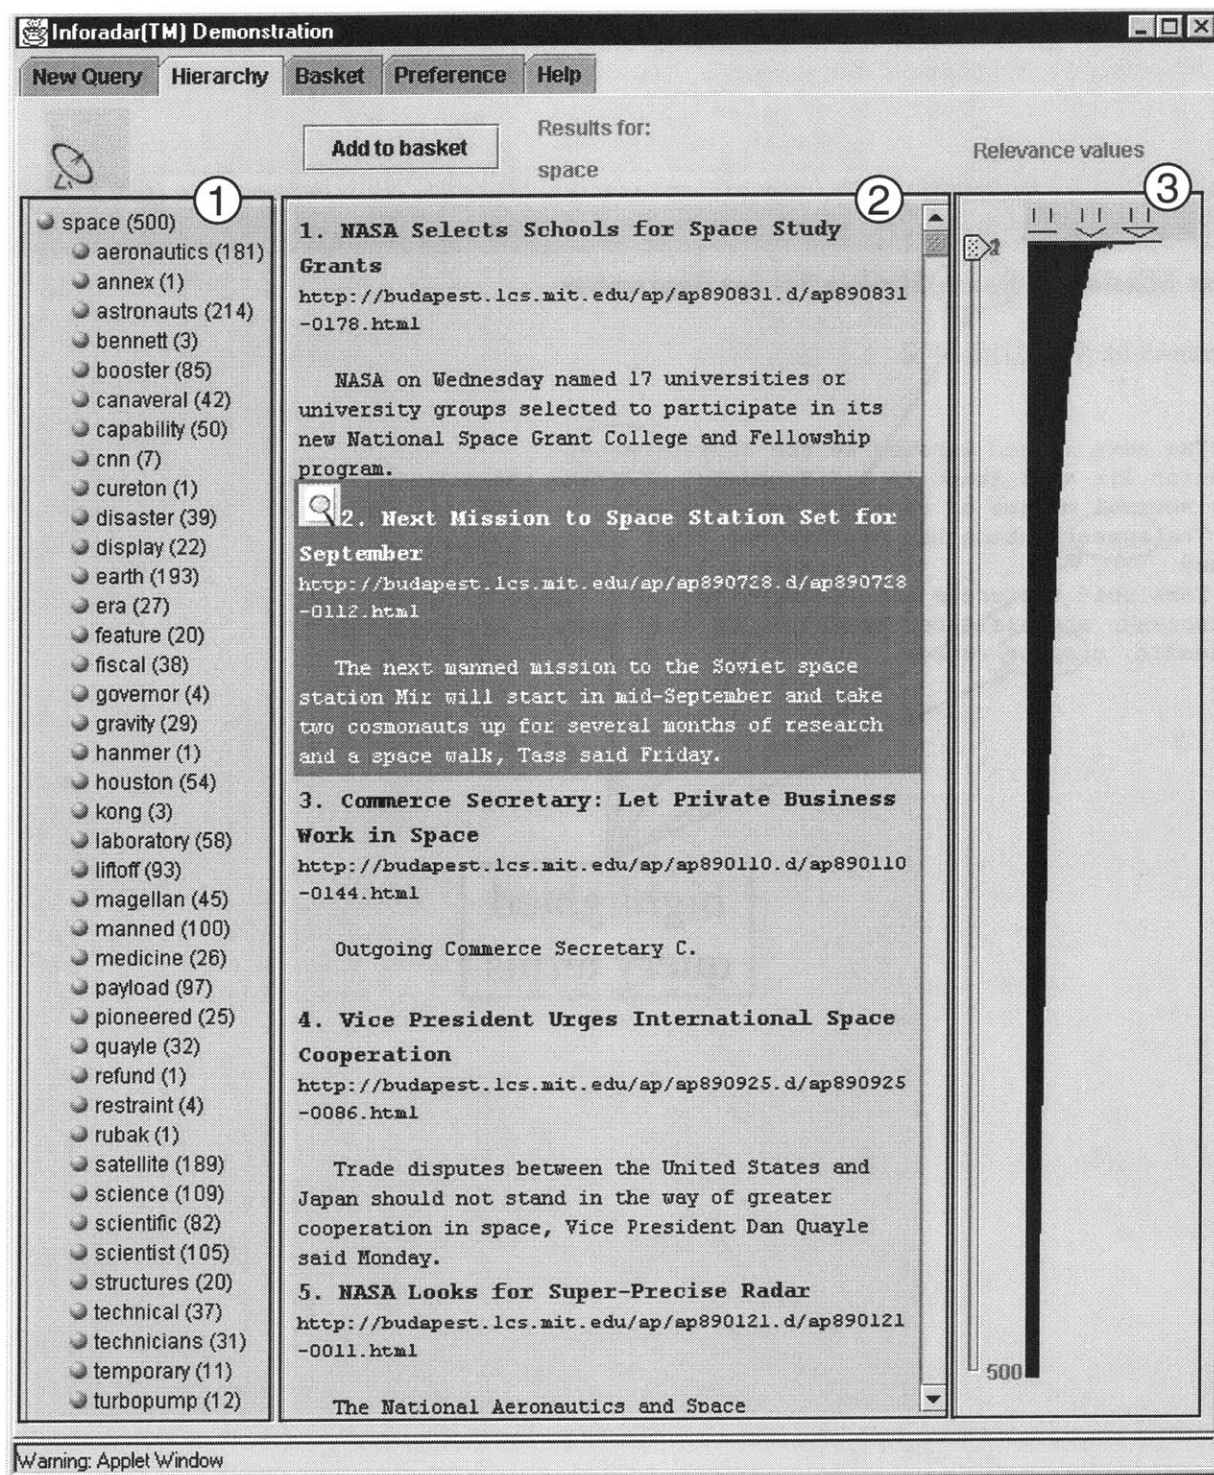 Inforadar(TM) Demonstration
New Query Hierarchy Basket Preference Help
Add to basket
Results for:
space
Relevance values
1
2
3
space (500)
aeronautics (181)
annex (1)
astronauts (214)
bennett (3)
booster (85)
canaveral (42)
capability (50)
cnn (7)
cureton (1)
disaster (39)
display (22)
earth (193)
era (27)
feature (20)
fiscal (38)
governor (4)
gravity (29)
hanmer (1)
houston (54)
kong (3)
laboratory (58)
liftoff (93)
magellan (45)
manned (100)
medicine (26)
payload (97)
pioneered (25)
quayle (32)
refund (1)
restraint (4)
rubak (1)
satellite (189)
science (109)
scientific (82)
scientist (105)
structures (20)
technical (37)
technicians (31)
temporary (11)
turbopump (12)
1. NASA Selects Schools for Space Study
Grants
http://budapest.lcs.mit.edu/ap/ap890831.d/ap890831
-0178.html
NASA on Wednesday named 17 universities or
university groups selected to participate in its
new National Space Grant College and Fellowship
program.
2. Next Mission to Space Station Set for
September
http://budapest.lcs.mit.edu/ap/ap890728.d/ap890728
-0112.html
The next manned mission to the Soviet space
station Mir will start in mid-September and take
two cosmonauts up for several months of research
and a space walk, Tass said Friday.
3. Commerce Secretary: Let Private Business
Work in Space
http://budapest.lcs.mit.edu/ap/ap890110.d/ap890110
-0144.html
Outgoing Commerce Secretary C.
4. Vice President Urges International Space
Cooperation
http://budapest.lcs.mit.edu/ap/ap890925.d/ap890925
-0086.html
Trade disputes between the United States and
Japan should not stand in the way of greater
cooperation in space, Vice President Dan Quayle
said Monday.
5. NASA Looks for Super-Precise Radar
http://budapest.lcs.mit.edu/ap/ap890121.d/ap890121
-0011.html
The National Aeronautics and Space
500
Warning: Applet Window